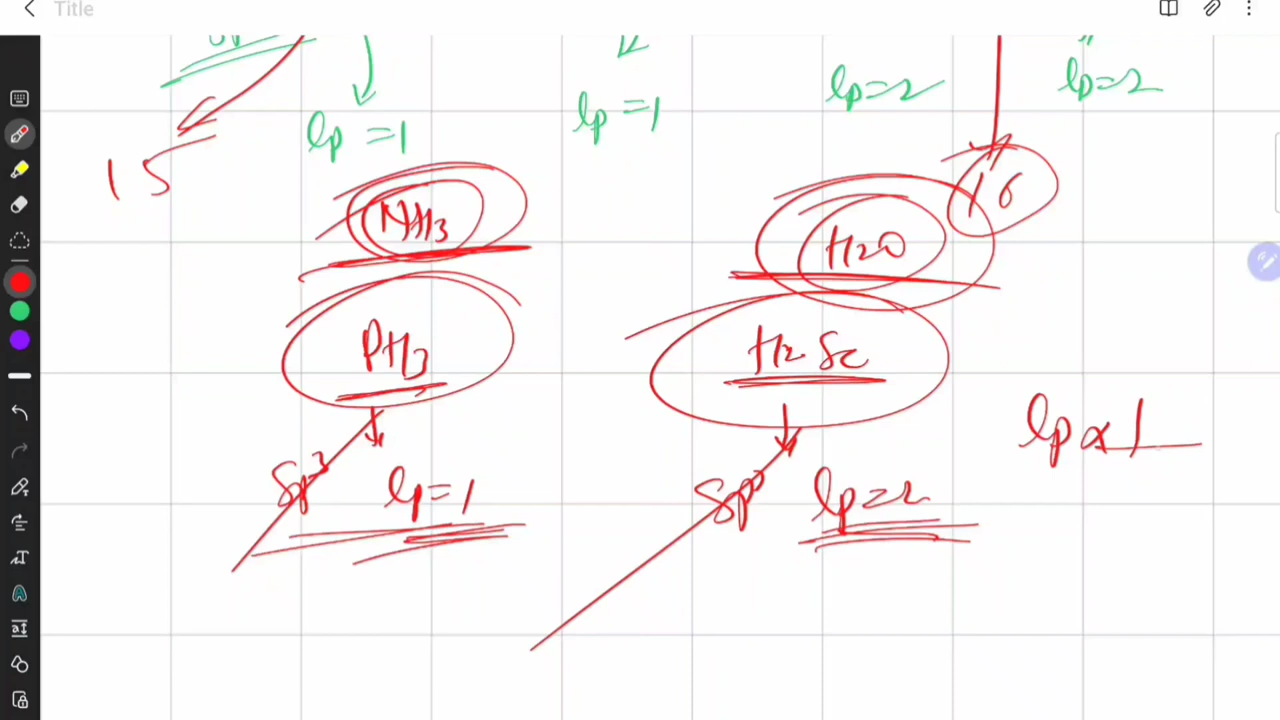 Title
lp = 1
lp = 1
lp = 2
lp = 2
15
16
NH3
H2O
PH3
H2Se
lp α 1
sp3
lp = 1
sp3
lp = 2